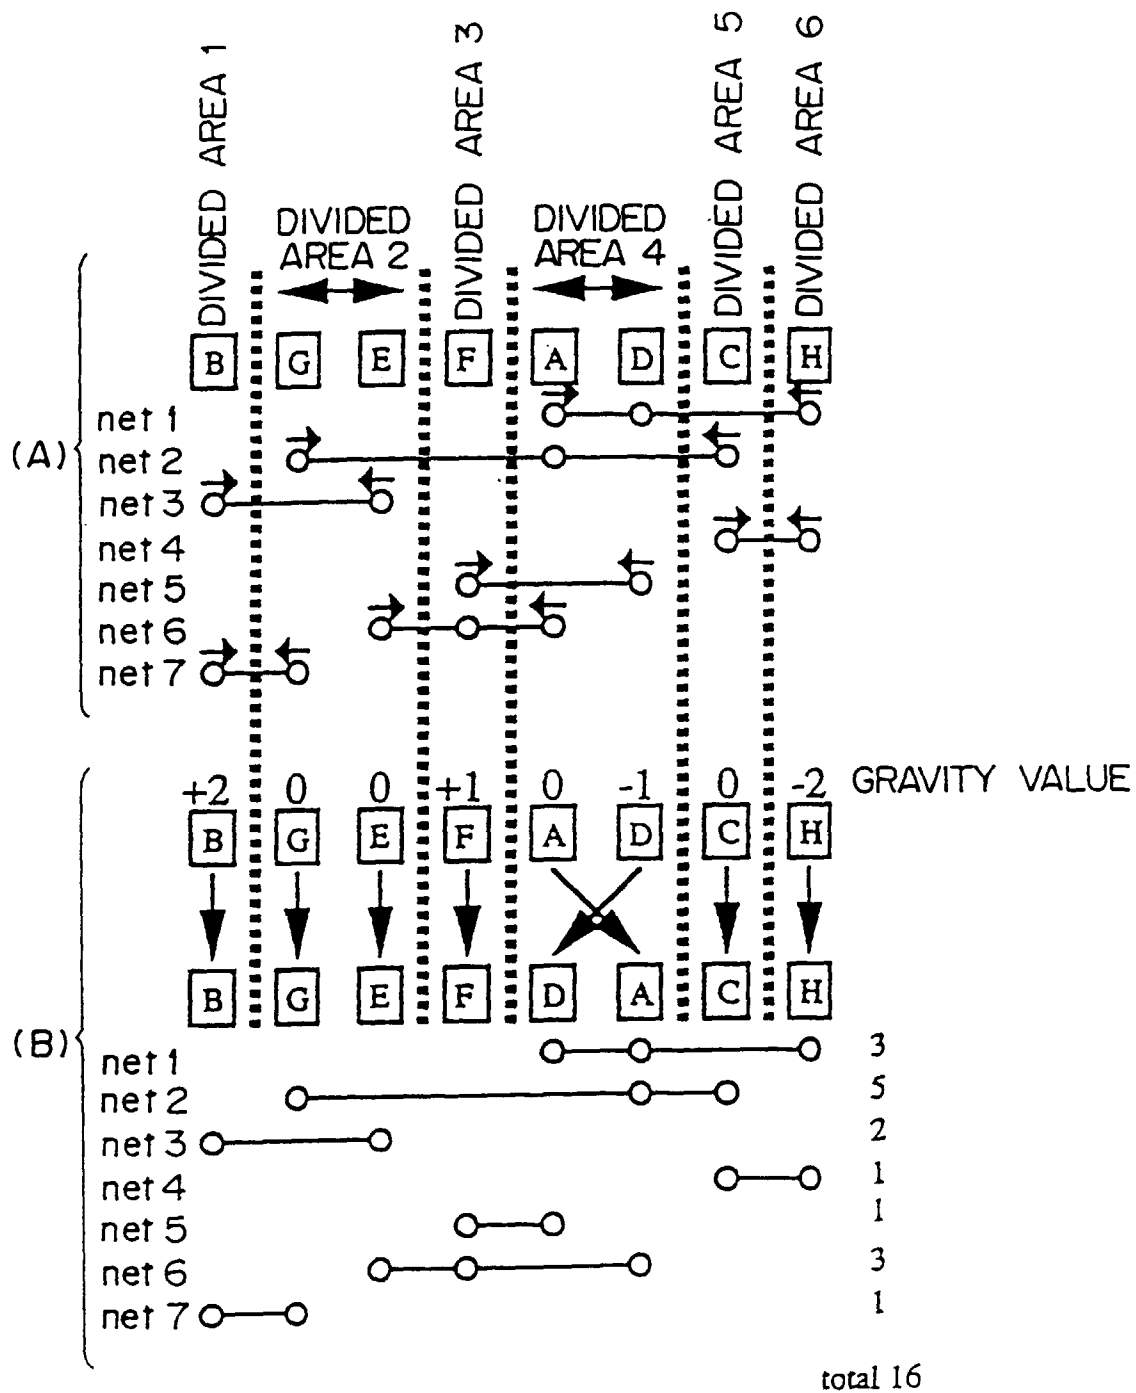 DIVIDED AREA 1
DIVIDED AREA 2
DIVIDED AREA 3
DIVIDED AREA 4
DIVIDED AREA 5
DIVIDED AREA 6
B G E F A D C H
(A)
net 1
net 2
net 3
net 4
net 5
net 6
net 7
+2 0 0 +1 0 -1 0 -2 GRAVITY VALUE
B G E F A D C H
B G E F D A C H
(B)
net 1 3
net 2 5
net 3 2
net 4 1
net 5 1
net 6 3
net 7 1
total 16